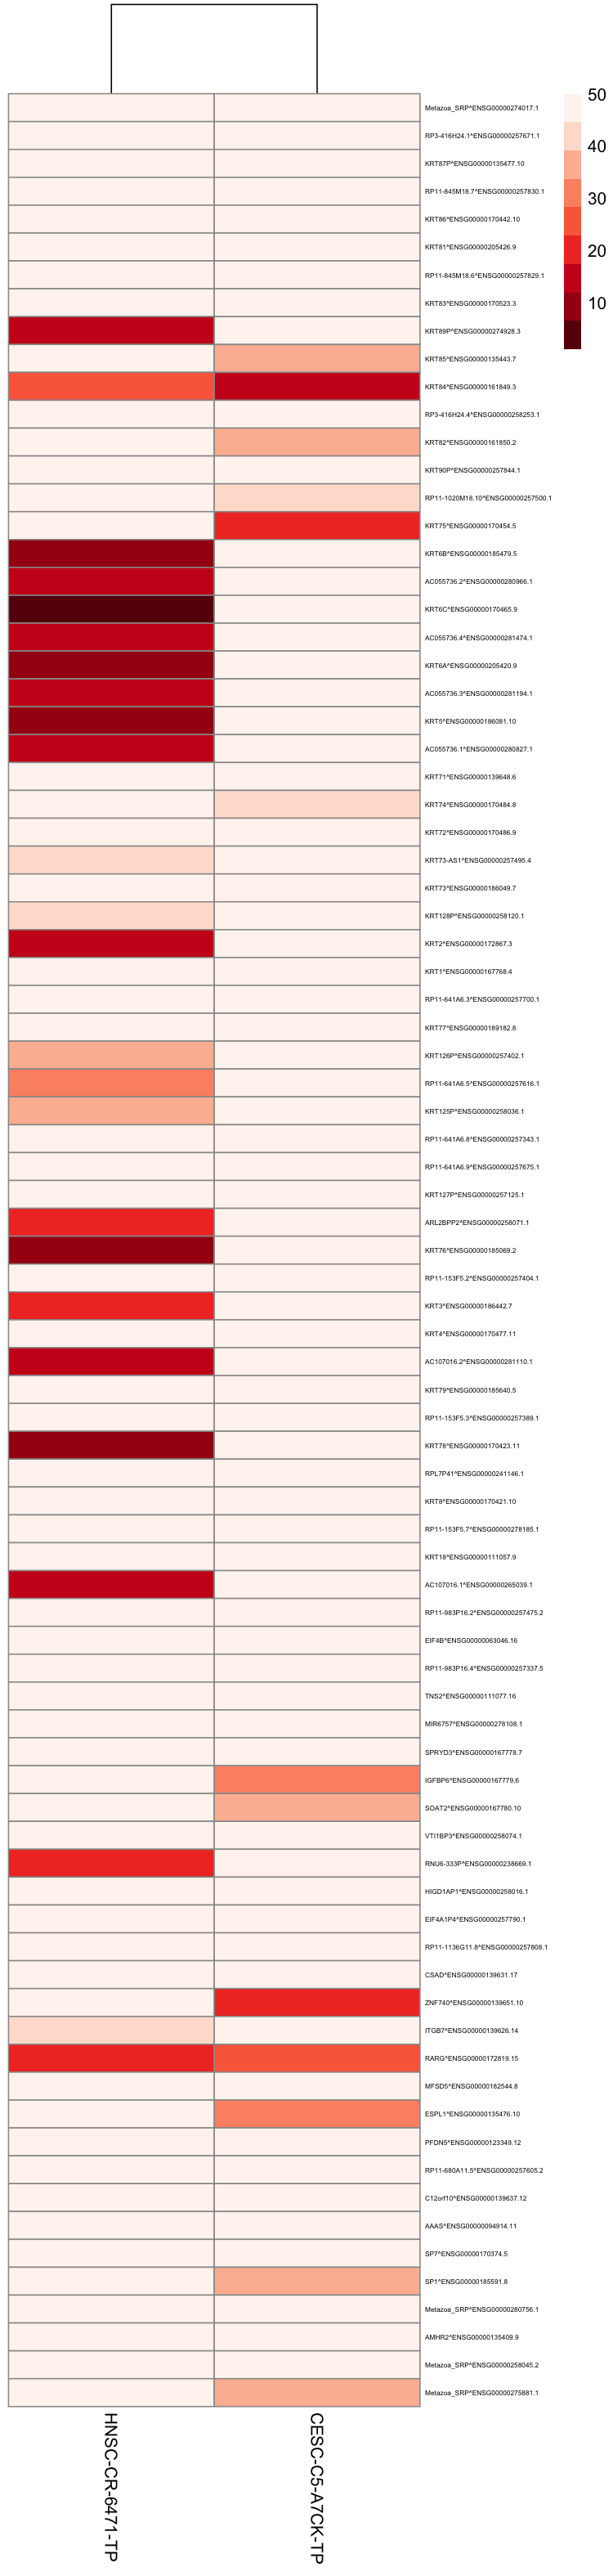 50
40
30
20
10
Metazoa_SRP^ENSG00000274017.1
RP3-416H24.1^ENSG00000257671.1
KRT87P^ENSG00000135477.10
RP11-845M18.7^ENSG00000257830.1
KRT86^ENSG00000170442.10
KRT81^ENSG00000205426.9
RP11-845M18.6^ENSG00000257829.1
KRT83^ENSG00000170523.3
KRT89P^ENSG00000274928.3
KRT85^ENSG00000135443.7
KRT84^ENSG00000161849.3
RP3-416H24.4^ENSG00000258253.1
KRT82^ENSG00000161850.2
KRT90P^ENSG00000257844.1
RP11-1020M18.10^ENSG00000257500.1
KRT75^ENSG00000170454.5
KRT6B^ENSG00000185479.5
AC055736.2^ENSG00000280966.1
KRT6C^ENSG00000170465.9
AC055736.4^ENSG00000281474.1
KRT6A^ENSG00000205420.9
AC055736.3^ENSG00000281194.1
KRT5^ENSG00000186081.10
AC055736.1^ENSG00000280827.1
KRT71^ENSG00000139648.6
KRT74^ENSG00000170484.8
KRT72^ENSG00000170486.9
KRT73-AS1^ENSG00000257495.4
KRT73^ENSG00000186049.7
KRT128P^ENSG00000258120.1
KRT2^ENSG00000172867.3
KRT1^ENSG00000167768.4
RP11-641A6.3^ENSG00000257700.1
KRT77^ENSG00000189182.8
KRT126P^ENSG00000257402.1
RP11-641A6.5^ENSG00000257616.1
KRT125P^ENSG00000258036.1
RP11-641A6.8^ENSG00000257343.1
RP11-641A6.9^ENSG00000257675.1
KRT127P^ENSG00000257125.1
ARL2BPP2^ENSG00000258071.1
KRT76^ENSG00000185069.2
RP11-153F5.2^ENSG00000257404.1
KRT3^ENSG00000186442.7
KRT4^ENSG00000170477.11
AC107016.2^ENSG00000281110.1
KRT79^ENSG00000185640.5
RP11-153F5.3^ENSG00000257389.1
KRT78^ENSG00000170423.11
RPL7P41^ENSG00000241146.1
KRT8^ENSG00000170421.10
RP11-153F5.7^ENSG00000278185.1
KRT18^ENSG00000111057.9
AC107016.1^ENSG00000265039.1
RP11-983P16.2^ENSG00000257475.2
EIF4B^ENSG00000063046.16
RP11-983P16.4^ENSG00000257337.5
TNS2^ENSG00000111077.16
MIR6757^ENSG00000278108.1
SPRYD3^ENSG00000167778.7
IGFBP6^ENSG00000167779.6
SOAT2^ENSG00000167780.10
VTI1BP3^ENSG00000258074.1
RNU6-333P^ENSG00000238669.1
HIGD1AP1^ENSG00000258016.1
EIF4A1P4^ENSG00000257790.1
RP11-1136G11.8^ENSG00000257808.1
CSAD^ENSG00000139631.17
ZNF740^ENSG00000139651.10
ITGB7^ENSG00000139626.14
RARG^ENSG00000172819.15
MFSD5^ENSG00000182544.8
ESPL1^ENSG00000135476.10
PFDN5^ENSG00000123349.12
RP11-680A11.5^ENSG00000257605.2
C12orf10^ENSG00000139637.12
AAAS^ENSG00000094914.11
SP7^ENSG00000170374.5
SP1^ENSG00000185591.8
Metazoa_SRP^ENSG00000280756.1
AMHR2^ENSG00000135409.9
Metazoa_SRP^ENSG00000258045.2
Metazoa_SRP^ENSG00000275881.1
HNSC-CR-6471-TP
CESC-C5-A7CK-TP